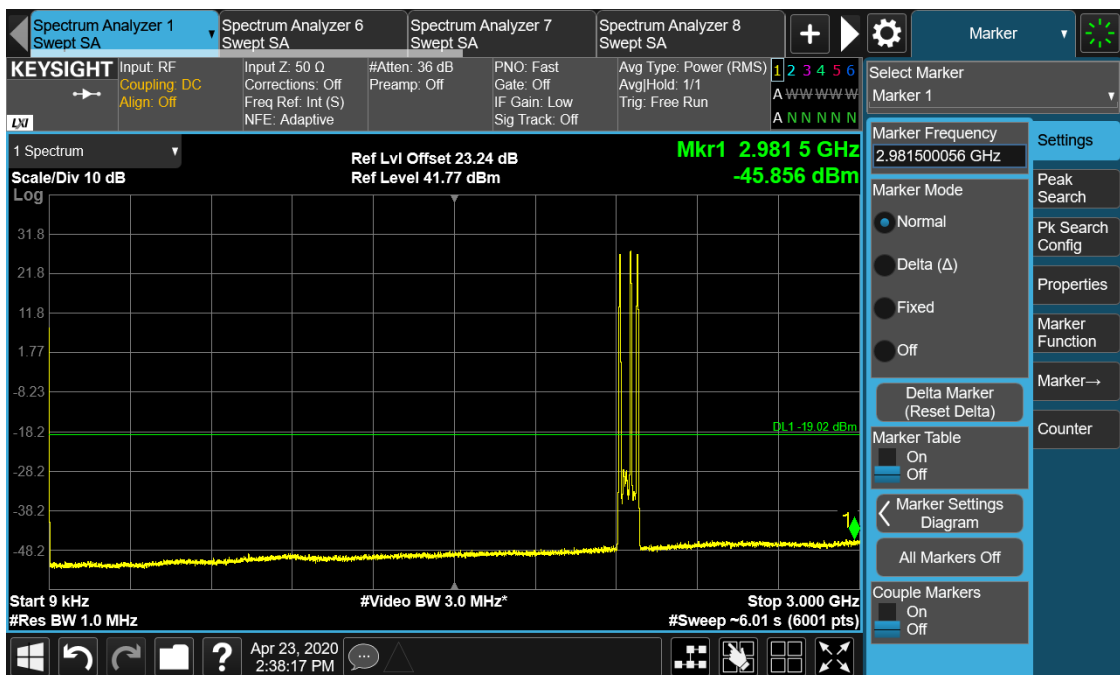 Spectrum Analyzer 1
Swept SA
Spectrum Analyzer 6
Swept SA
Spectrum Analyzer 7
Swept SA
Spectrum Analyzer 8
Swept SA
+
Marker
KEYSIGHT
LXI
Input: RF
Coupling: DC
Align: Off
Input Z: 50 Ω
Corrections: Off
Freq Ref: Int (S)
NFE: Adaptive
#Atten: 36 dB
Preamp: Off
PNO: Fast
Gate: Off
IF Gain: Low
Sig Track: Off
Avg Type: Power (RMS)
Avg|Hold: 1/1
Trig: Free Run
1 2 3 4 5 6
A W W W W W
A N N N N N
Select Marker
Marker 1
1 Spectrum
Scale/Div 10 dB
Log
Ref Lvl Offset 23.24 dB
Ref Level 41.77 dBm
Mkr1 2.981 5 GHz
-45.856 dBm
31.8
21.8
11.8
1.77
-8.23
-18.2
-28.2
-38.2
-48.2
DL1 -19.02 dBm
1
Start 9 kHz
#Res BW 1.0 MHz
#Video BW 3.0 MHz*
Stop 3.000 GHz
#Sweep ~6.01 s (6001 pts)
Marker Frequency
2.981500056 GHz
Marker Mode
Normal
Delta (Δ)
Fixed
Off
Delta Marker
(Reset Delta)
Marker Table
On
Off
Marker Settings
Diagram
All Markers Off
Couple Markers
On
Off
Settings
Peak
Search
Pk Search
Config
Properties
Marker
Function
Marker→
Counter
?
Apr 23, 2020
2:38:17 PM